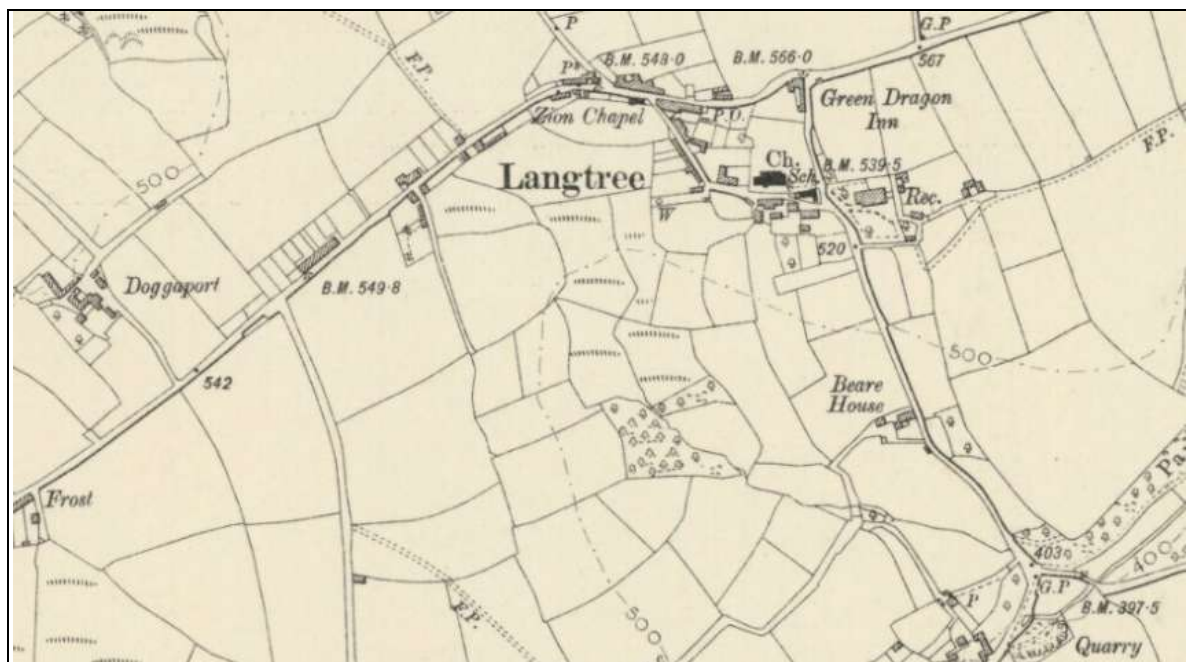 P
G.P
B.M. 548·0
B.M. 566·0
567
F.P.
Green Dragon
Inn
Zion Chapel
P.O.
F.P.
500
Langtree
Ch.
Sch.
B.M. 539·5
Rec.
W
520
Doggaport
B.M. 549·8
500
542
Beare
House
Frost
403
400
G.P
P
B.M. 397·5
F.P.
500
Quarry